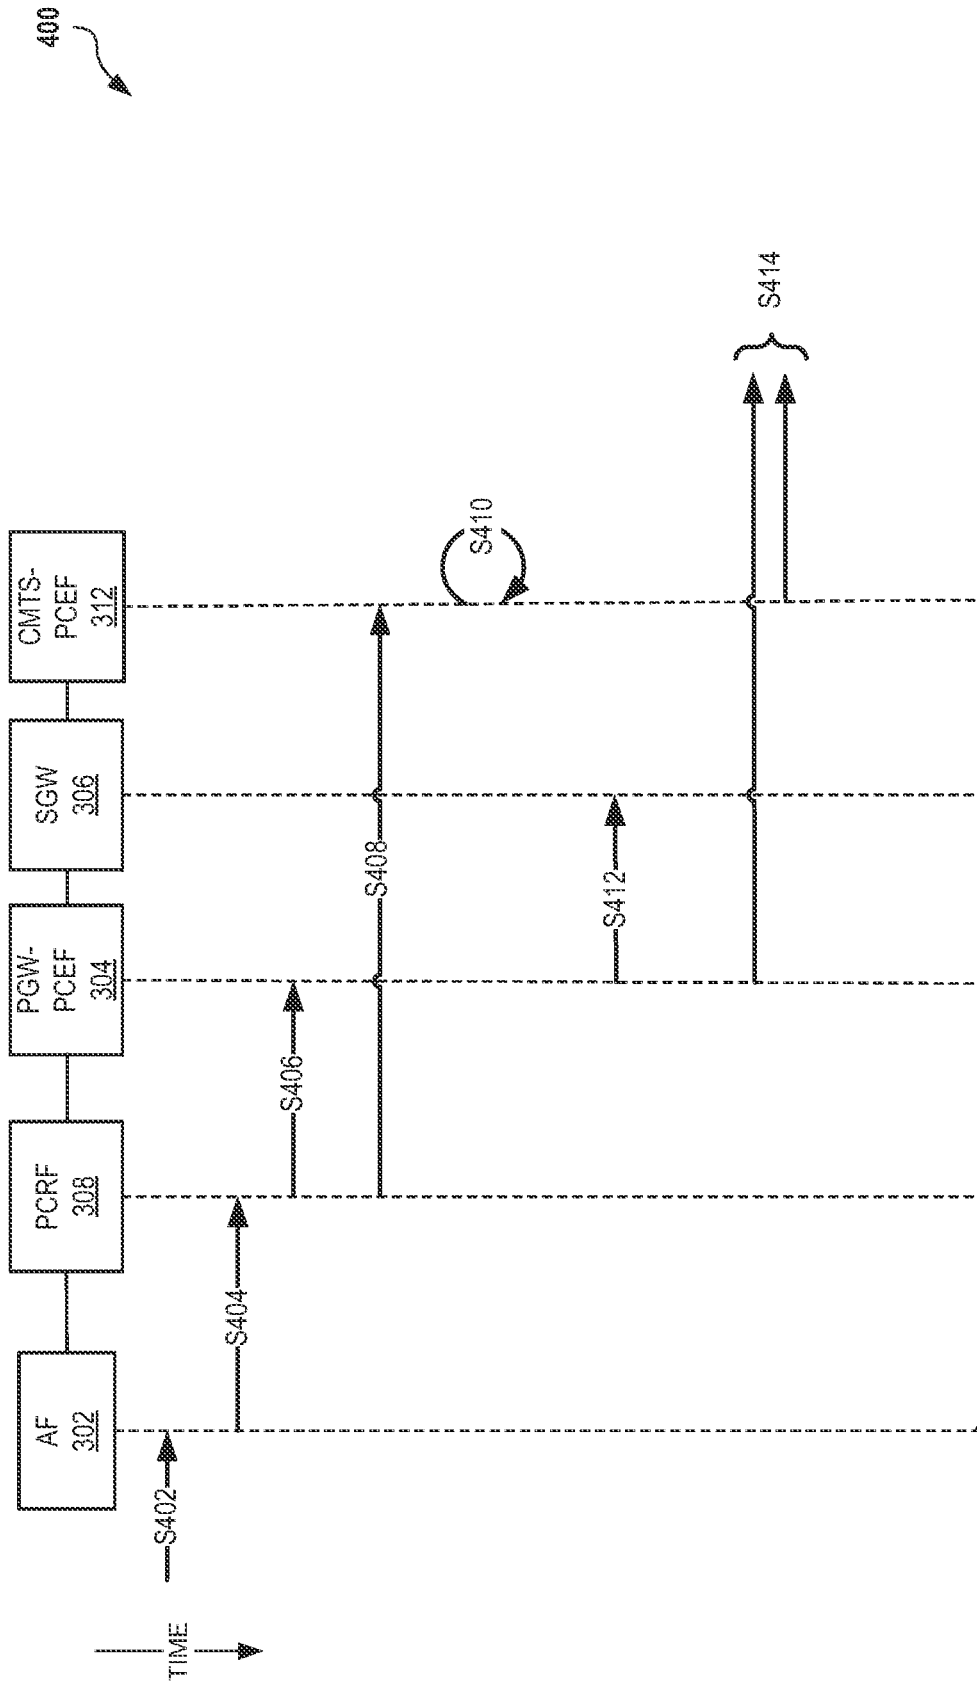 400
AF
302
PCRF
308
PGW-
PCEF
304
SGW
306
CMTS-
PCEF
312
TIME
S402
S404
S406
S408
S410
S412
S414